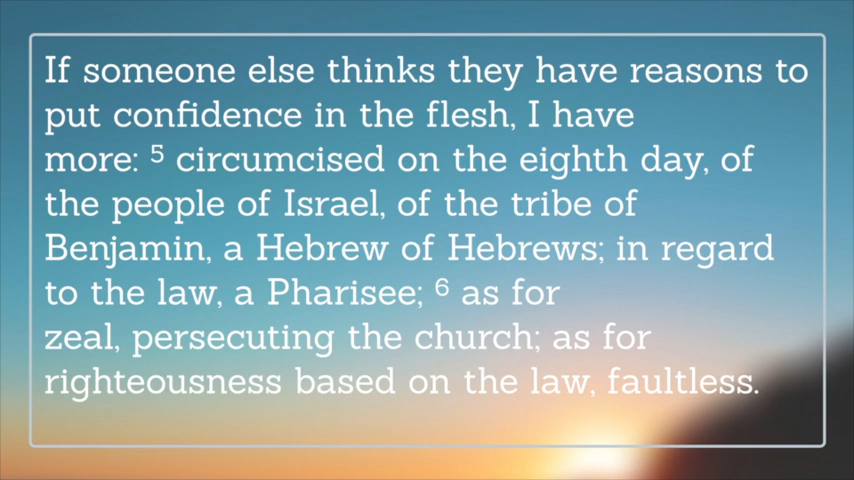 If someone else thinks they have reasons to
put confidence in the flesh, I have
more: ⁵ circumcised on the eighth day, of
the people of Israel, of the tribe of
Benjamin, a Hebrew of Hebrews; in regard
to the law, a Pharisee; ⁶ as for
zeal, persecuting the church; as for
righteousness based on the law, faultless.